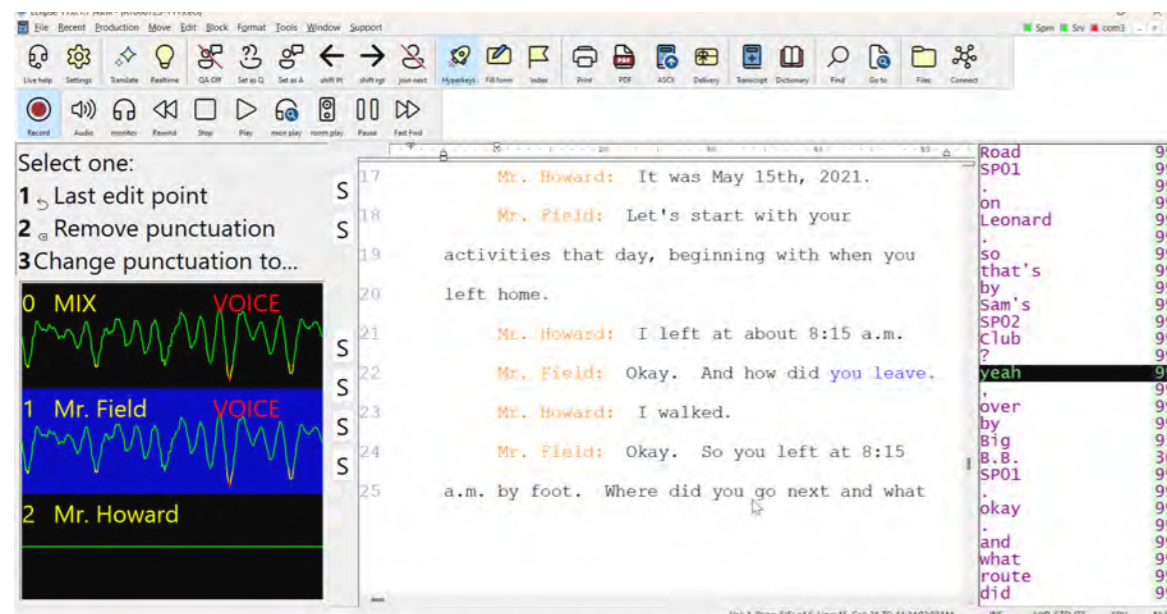 File Recent Production Move Edit Block Format Tools Window Support
Spm Srv com3
Live help Settings Translate Realtime QA Off Set as Q Set as A shift lft shift rgt join next Hyperkeys Fill form Index Print PDF ASCII Delivery Transcript Dictionary Find Go to Files Connect
Record Audio monitor Rewind Stop Play mon play room play Pause Fast Fwd
Select one:
1 Last edit point
2 Remove punctuation
3 Change punctuation to...
0 MIX VOICE
1 Mr. Field VOICE
2 Mr. Howard
S
S
S
S
S
S
17 Mr. Howard: It was May 15th, 2021.
18 Mr. Field: Let's start with your
19 activities that day, beginning with when you
20 left home.
21 Mr. Howard: I left at about 8:15 a.m.
22 Mr. Field: Okay. And how did you leave.
23 Mr. Howard: I walked.
24 Mr. Field: Okay. So you left at 8:15
25 a.m. by foot. Where did you go next and what
Road
SP01
.
on
Leonard
.
so
that's
by
Sam's
SP02
Club
?
yeah
,
over
by
Big
B.B.
SP01
.
okay
.
and
what
route
did